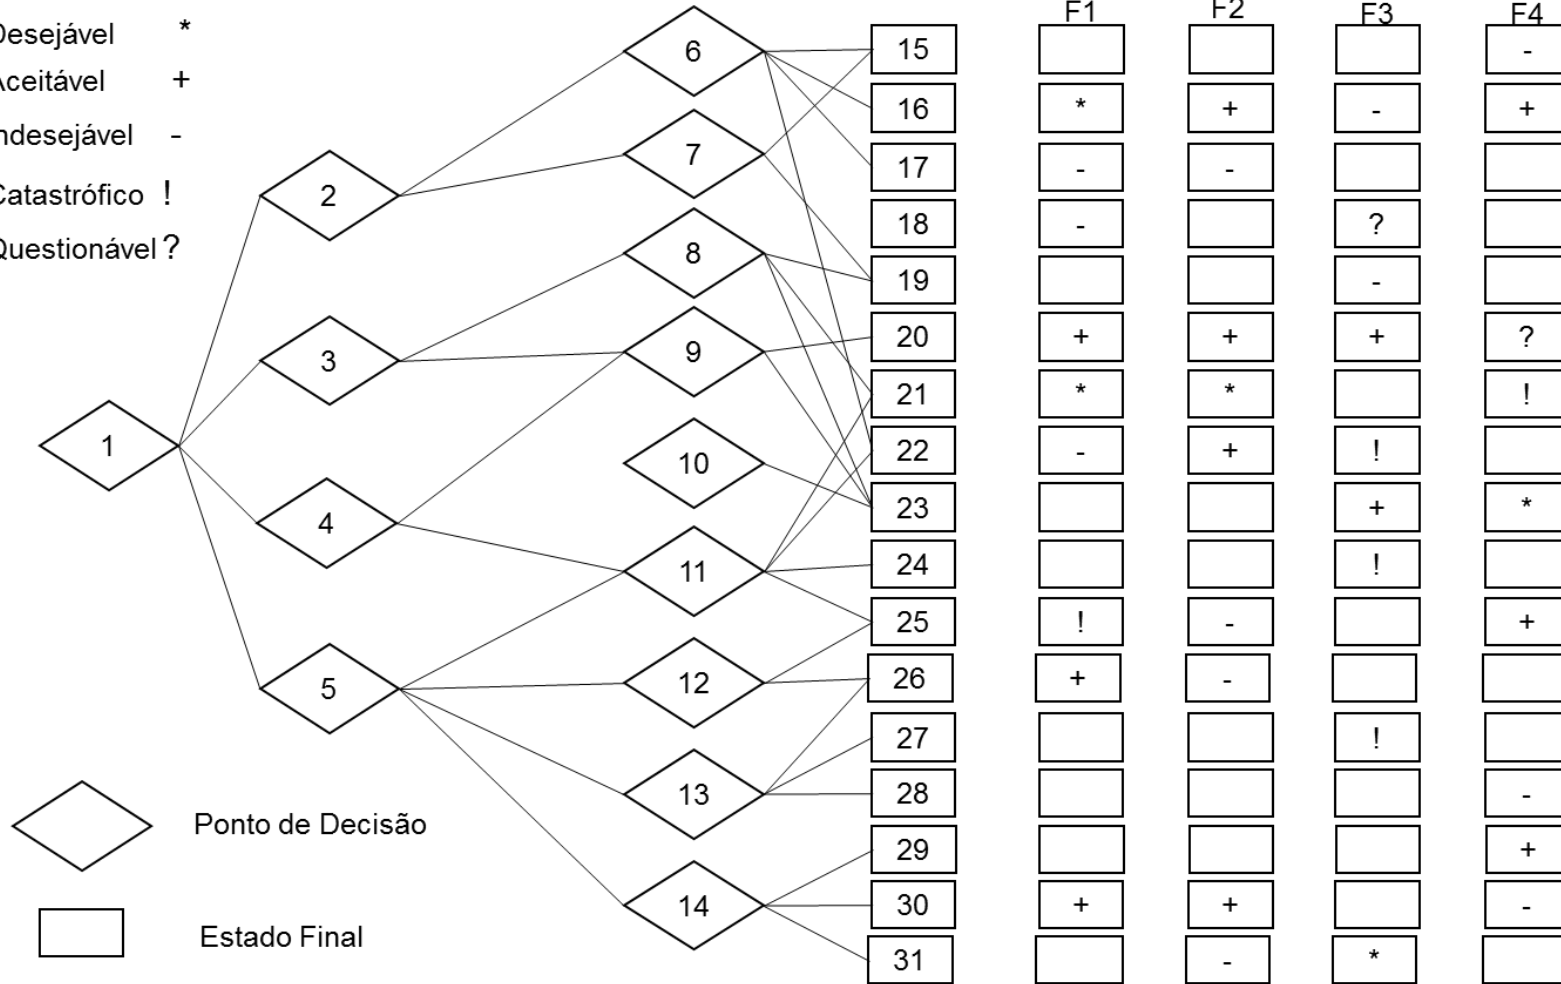 F1 F2 F3 F4
Desejável *
Aceitável +
Indesejável -
Catastrófico !
Questionável ?
6
7
2
8
3
9
1
10
4
11
5
12
13
14
15 -
16 * + - +
17 - -
18 - ?
19 -
20 + + + ?
21 * * !
22 - + !
23 + *
24 !
25 ! - +
26 + -
27 !
28 -
29 +
30 + + -
31 - *
Ponto de Decisão
Estado Final